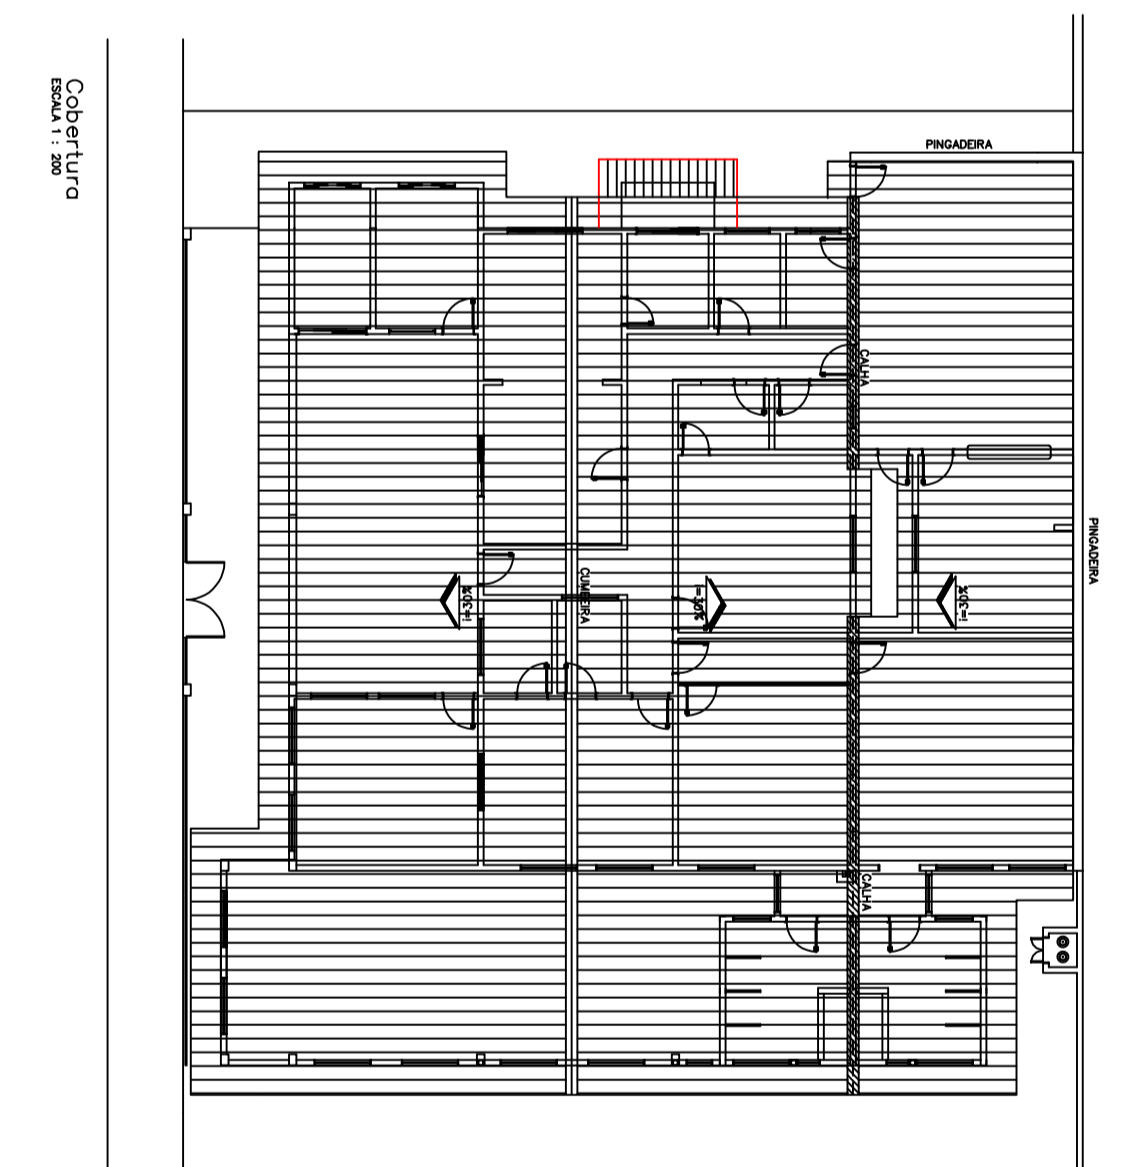 Cobertura
ESCALA 1 : 200
PINGADEIRA
CALHA
PINGADEIRA
CUMEEIRA
i=30%
i=30%
i=30%
CALHA